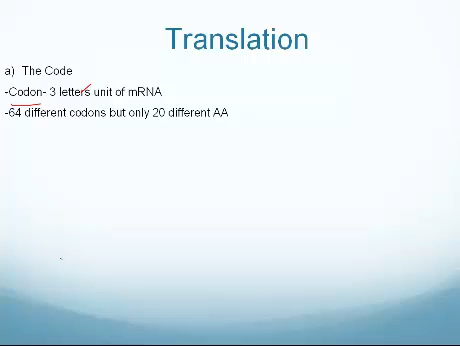 Translation
a) The Code
-Codon- 3 letters unit of mRNA
-64 different codons but only 20 different AA